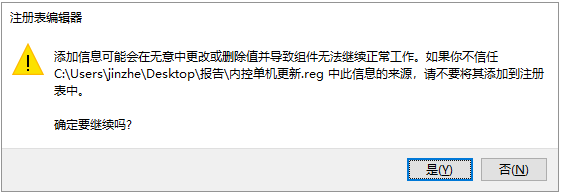 注册表编辑器
添加信息可能会在无意中更改或删除值并导致组件无法继续正常工作。如果你不信任
C:\Users\jinzhe\Desktop\报告\内控单机更新.reg 中此信息的来源，请不要将其添加到注册
表中。
确定要继续吗?
是(Y)
否(N)